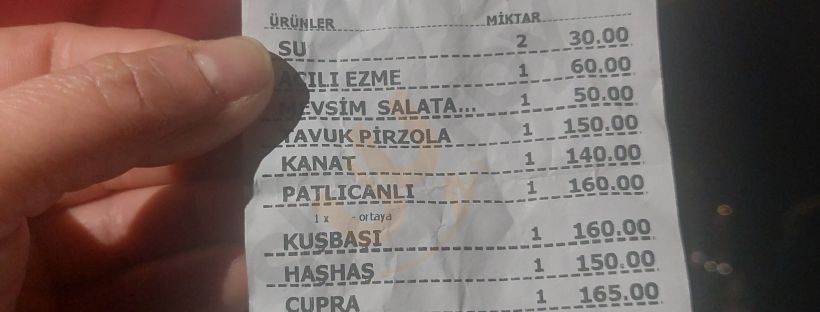 ÜRÜNLER MİKTAR
SU 2 30.00
ACILI EZME 1 60.00
MEVSİM SALATA... 1 50.00
TAVUK PİRZOLA 1 150.00
KANAT 1 140.00
PATLICANLI 1 160.00
1 x - ortaya
KUŞBAŞI 1 160.00
HAŞHAŞ 1 150.00
ÇUPRA 1 165.00